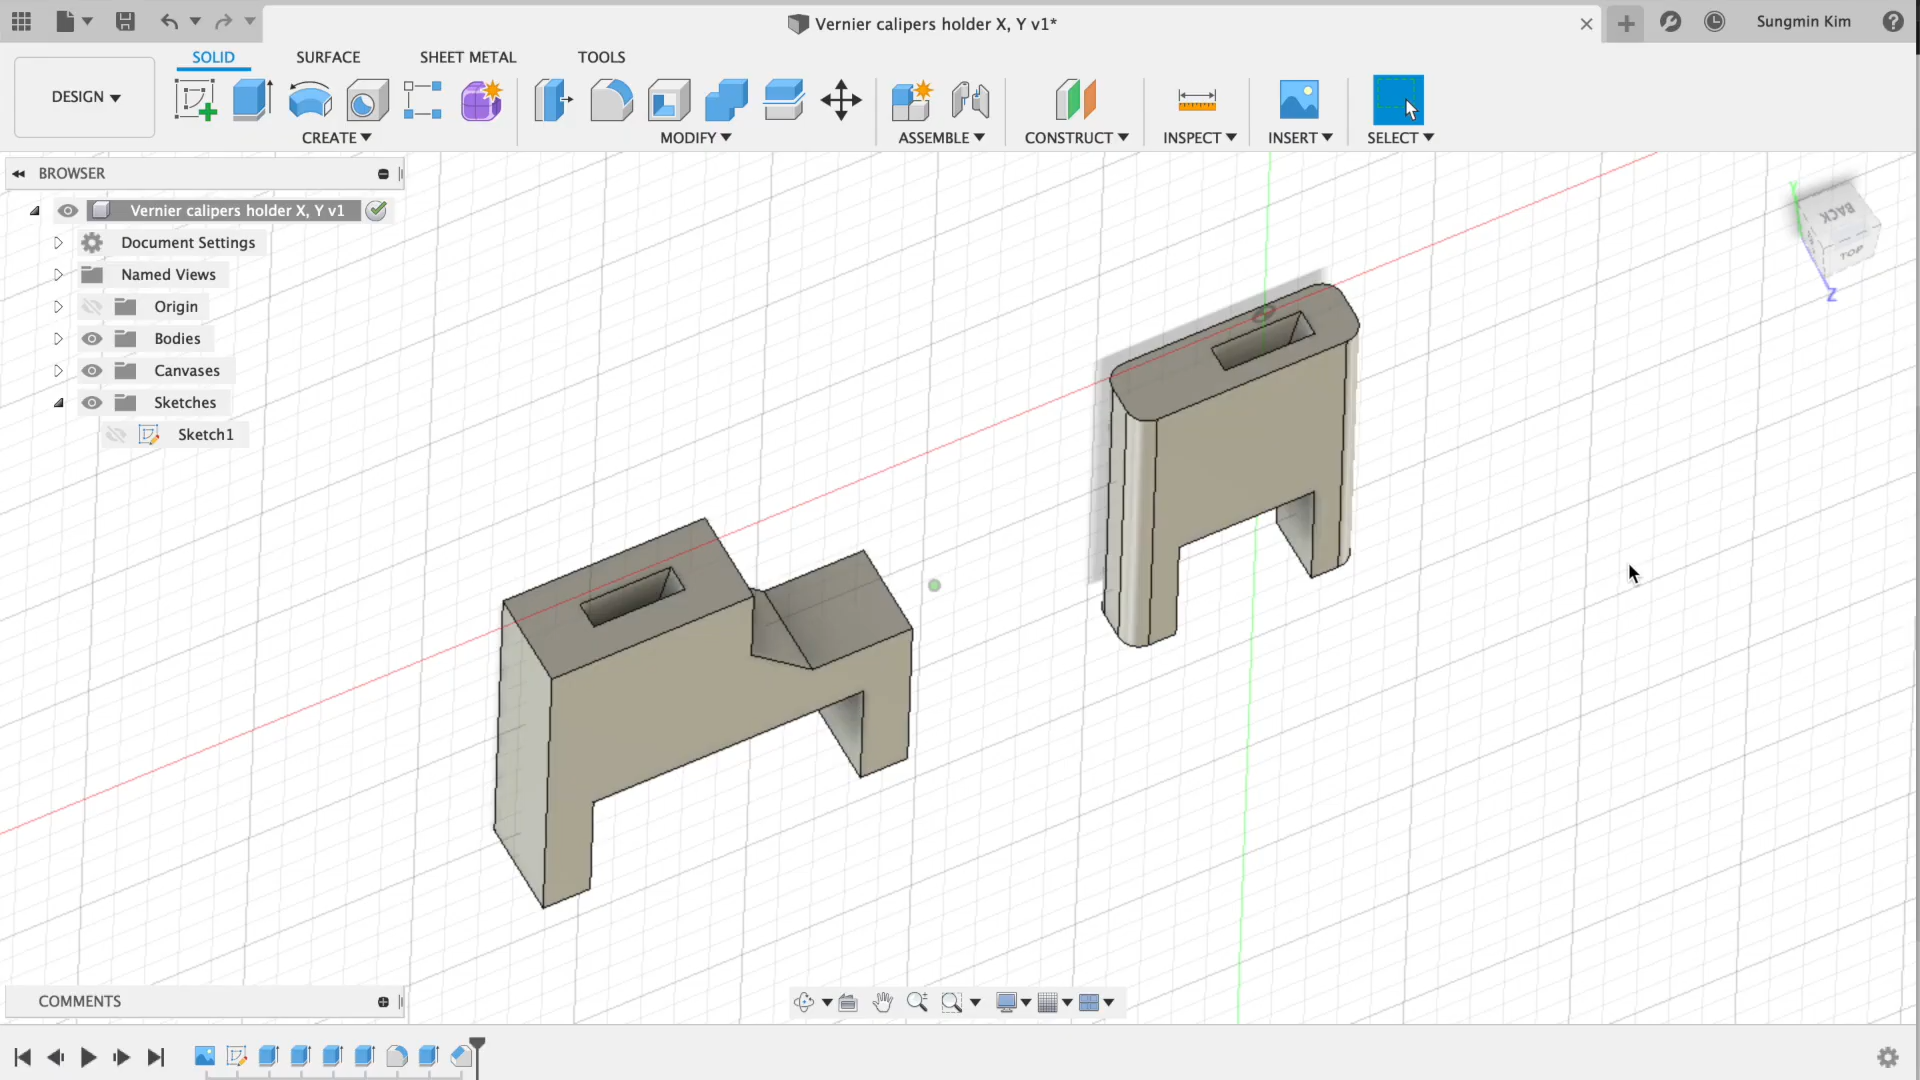 Vernier calipers holder X, Y v1*
Sungmin Kim
DESIGN
SOLID
SURFACE
SHEET METAL
TOOLS
CREATE
MODIFY
ASSEMBLE
CONSTRUCT
INSPECT
INSERT
SELECT
BROWSER
Vernier calipers holder X, Y v1
Document Settings
Named Views
Origin
Bodies
Canvases
Sketches
Sketch1
Y
BACK
TOP
Z
COMMENTS